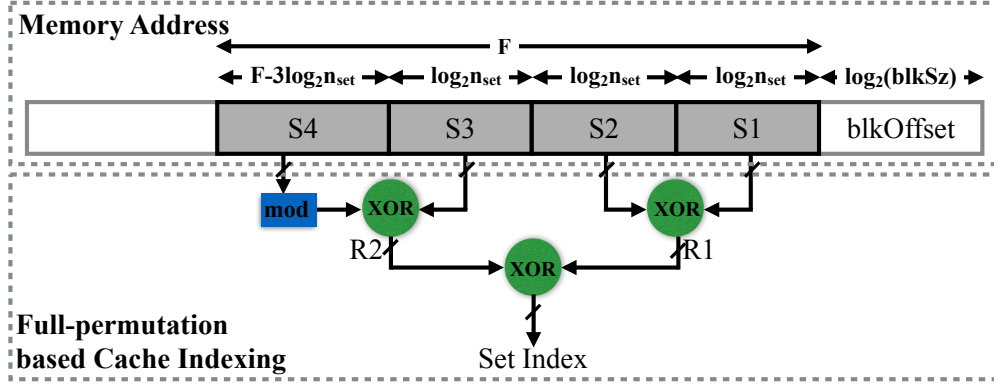 Memory Address
F
F-3log₂nset log₂nset log₂nset log₂nset log₂(blkSz)
S4 S3 S2 S1 blkOffset
mod XOR XOR
R2 R1
XOR
Full-permutation
based Cache Indexing
Set Index